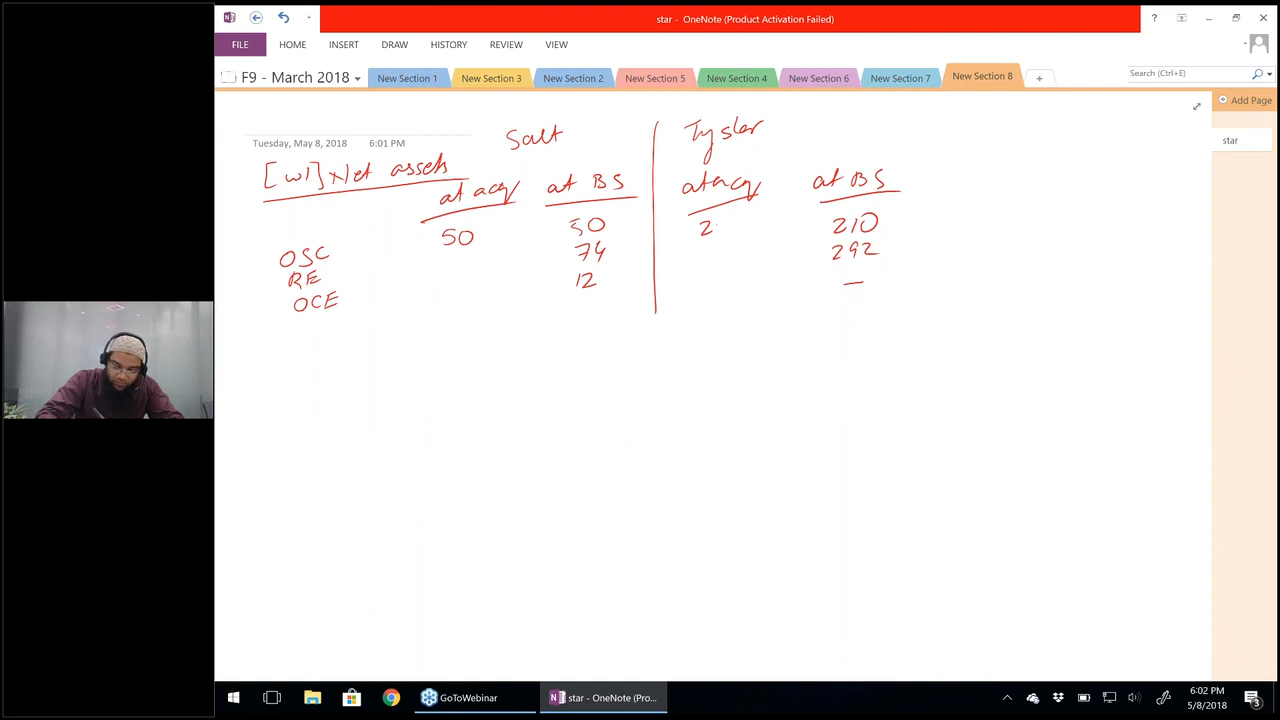 star - OneOneNote (Product Activation Failed)
FILE HOME INSERT DRAW HISTORY REVIEW VIEW
F9 - March 2018 New Section 1 New Section 3 New Section 2 New Section 5 New Section 4 New Section 6 New Section 7 New Section 8
Search (Ctrl+E)
Add Page
star
Tuesday, May 8, 2018 6:01 PM
Salt Tysler
[W1] Net assets
at acq at BS at acq at BS
50 50 2 210
OSC 74 292
RE 12 —
OCE
GoToWebinar
star - OneNote (Pro...
6:02 PM
5/8/2018
3